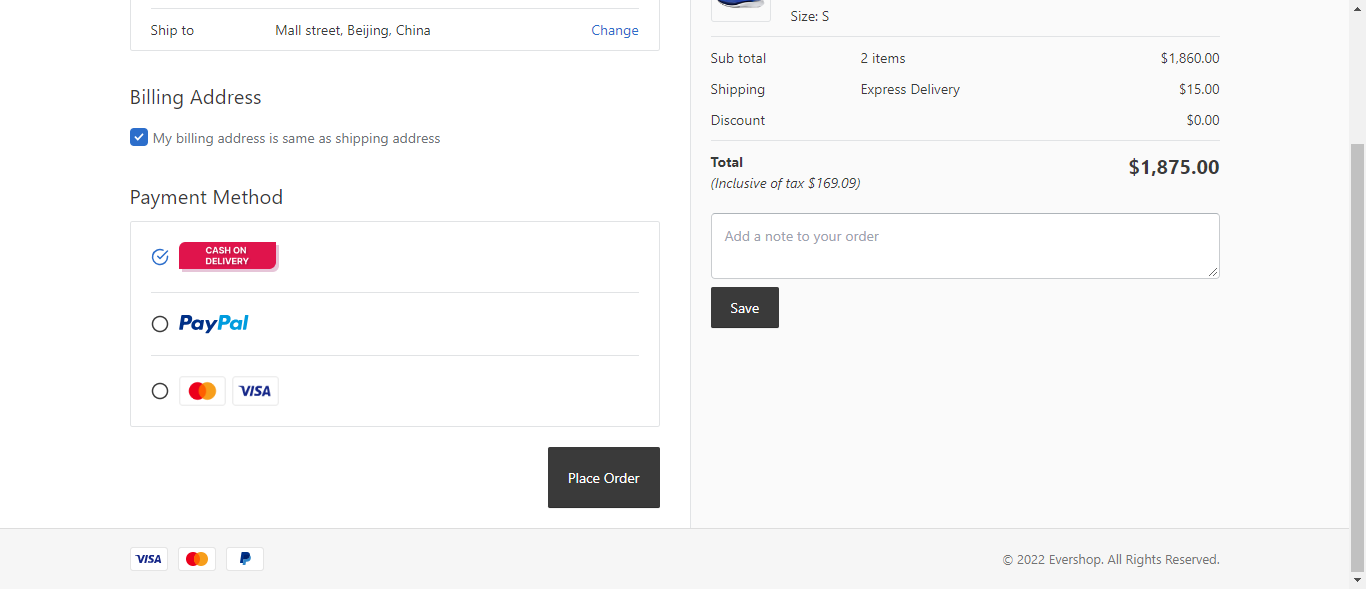 Ship to Mall street, Beijing, China Change
Billing Address
My billing address is same as shipping address
Payment Method
CASH ON
DELIVERY
PayPal
VISA
Place Order
Size: S
Sub total 2 items $1,860.00
Shipping Express Delivery $15.00
Discount $0.00
Total $1,875.00
(Inclusive of tax $169.09)
Add a note to your order
Save
VISA
© 2022 Evershop. All Rights Reserved.